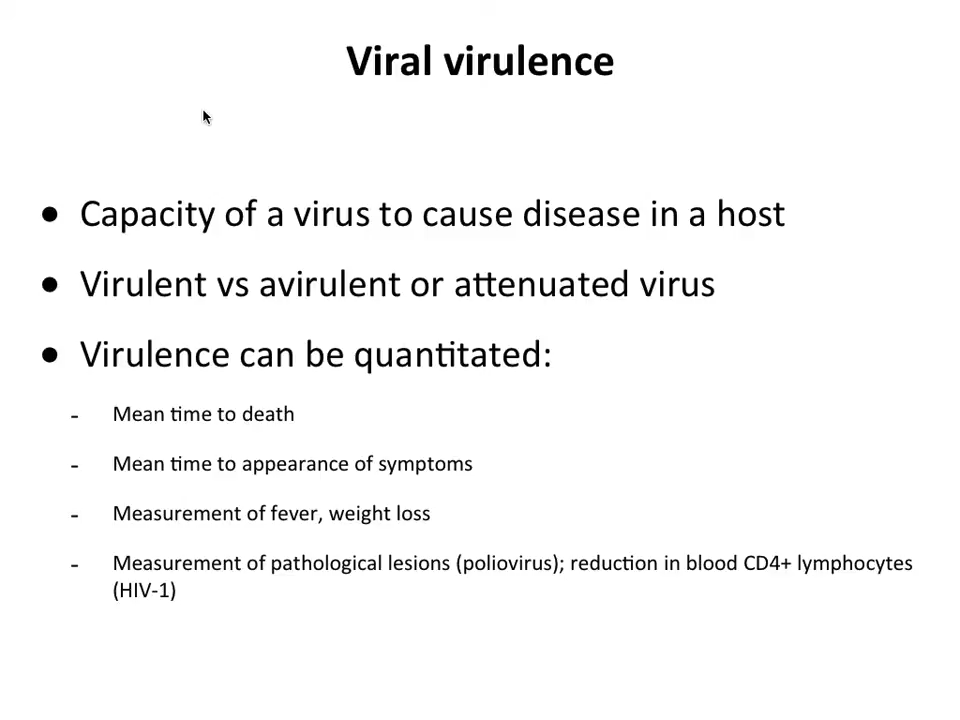 Viral virulence
• Capacity of a virus to cause disease in a host
• Virulent vs avirulent or attenuated virus
• Virulence can be quantitated:
- Mean time to death
- Mean time to appearance of symptoms
- Measurement of fever, weight loss
- Measurement of pathological lesions (poliovirus); reduction in blood CD4+ lymphocytes
(HIV-1)